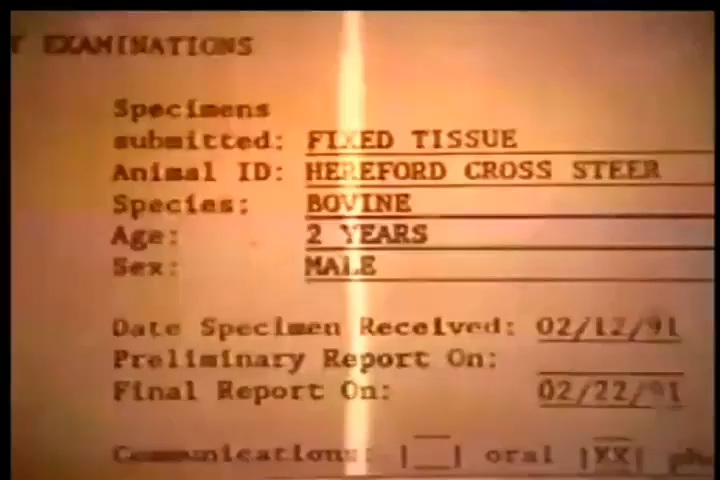 T EXAMINATIONS
Specimens
submitted: FIXED TISSUE
Animal ID: HEREFORD CROSS STEER
Species: BOVINE
Age: 2 YEARS
Sex: MALE
Date Specimen Received: 02/12/91
Preliminary Report On:
Final Report On: 02/22/91
Communications: |__| oral |XX|